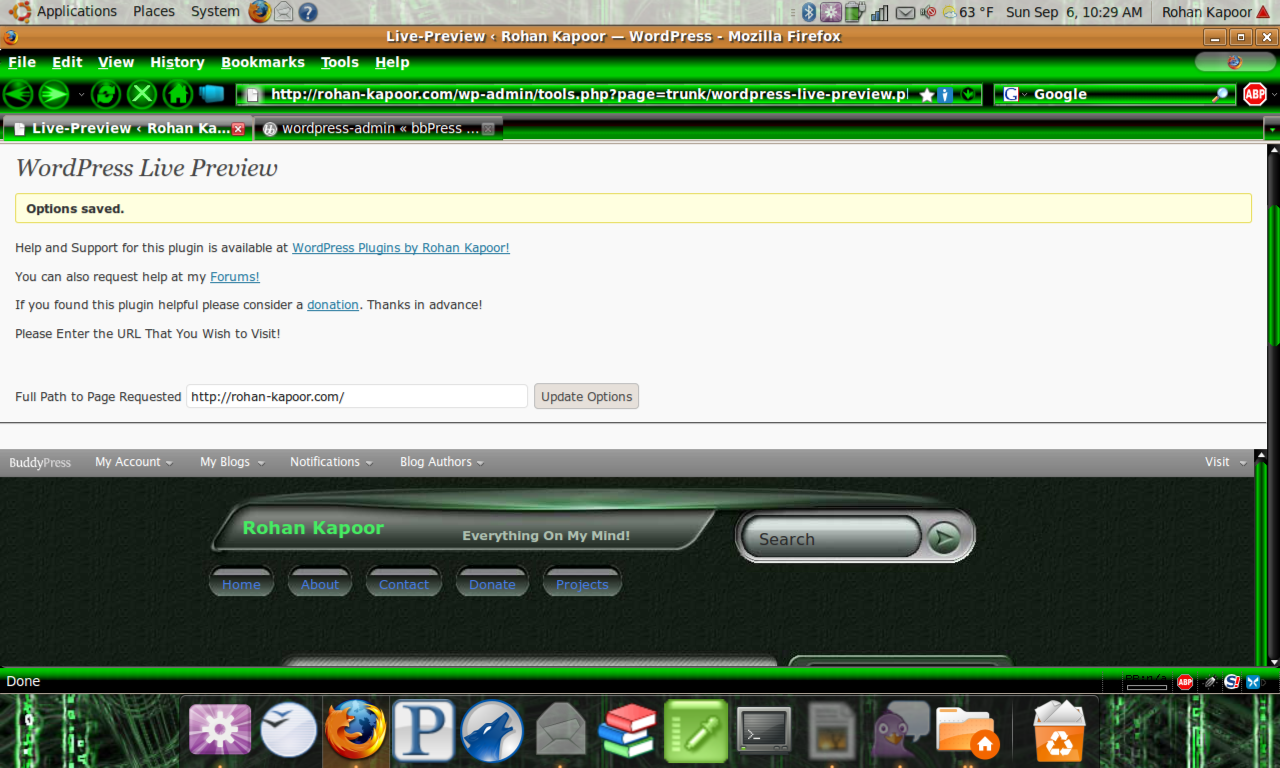 Applications Places System 63 °F Sun Sep 6, 10:29 AM Rohan Kapoor
Live-Preview ‹ Rohan Kapoor — WordPress - Mozilla Firefox
File Edit View History Bookmarks Tools Help
http://rohan-kapoor.com/wp-admin/tools.php?page=trunk/wordpress-live-preview.pl G Google ABP
Live-Preview ‹ Rohan Ka... wordpress-admin « bbPress ...
WordPress Live Preview
Options saved.
Help and Support for this plugin is available at WordPress Plugins by Rohan Kapoor!
You can also request help at my Forums!
If you found this plugin helpful please consider a donation. Thanks in advance!
Please Enter the URL That You Wish to Visit!
Full Path to Page Requested http://rohan-kapoor.com/ Update Options
BuddyPress My Account My Blogs Notifications Blog Authors Visit
Rohan Kapoor Everything On My Mind! Search
Home About Contact Donate Projects
Done ABP S
P >_